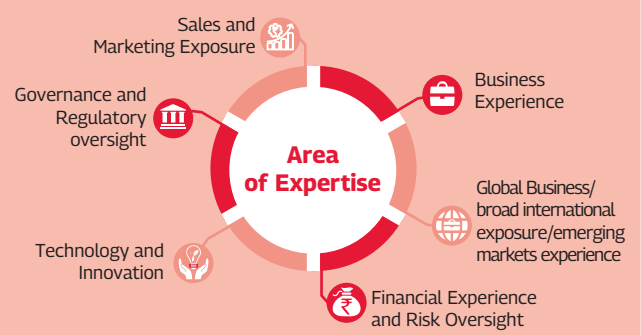 Sales and
Marketing Exposure
Business
Experience
Governance and
Regulatory
oversight
Area
of Expertise
Global Business/
broad international
exposure/emerging
markets experience
Technology and
Innovation
₹
Financial Experience
and Risk Oversight